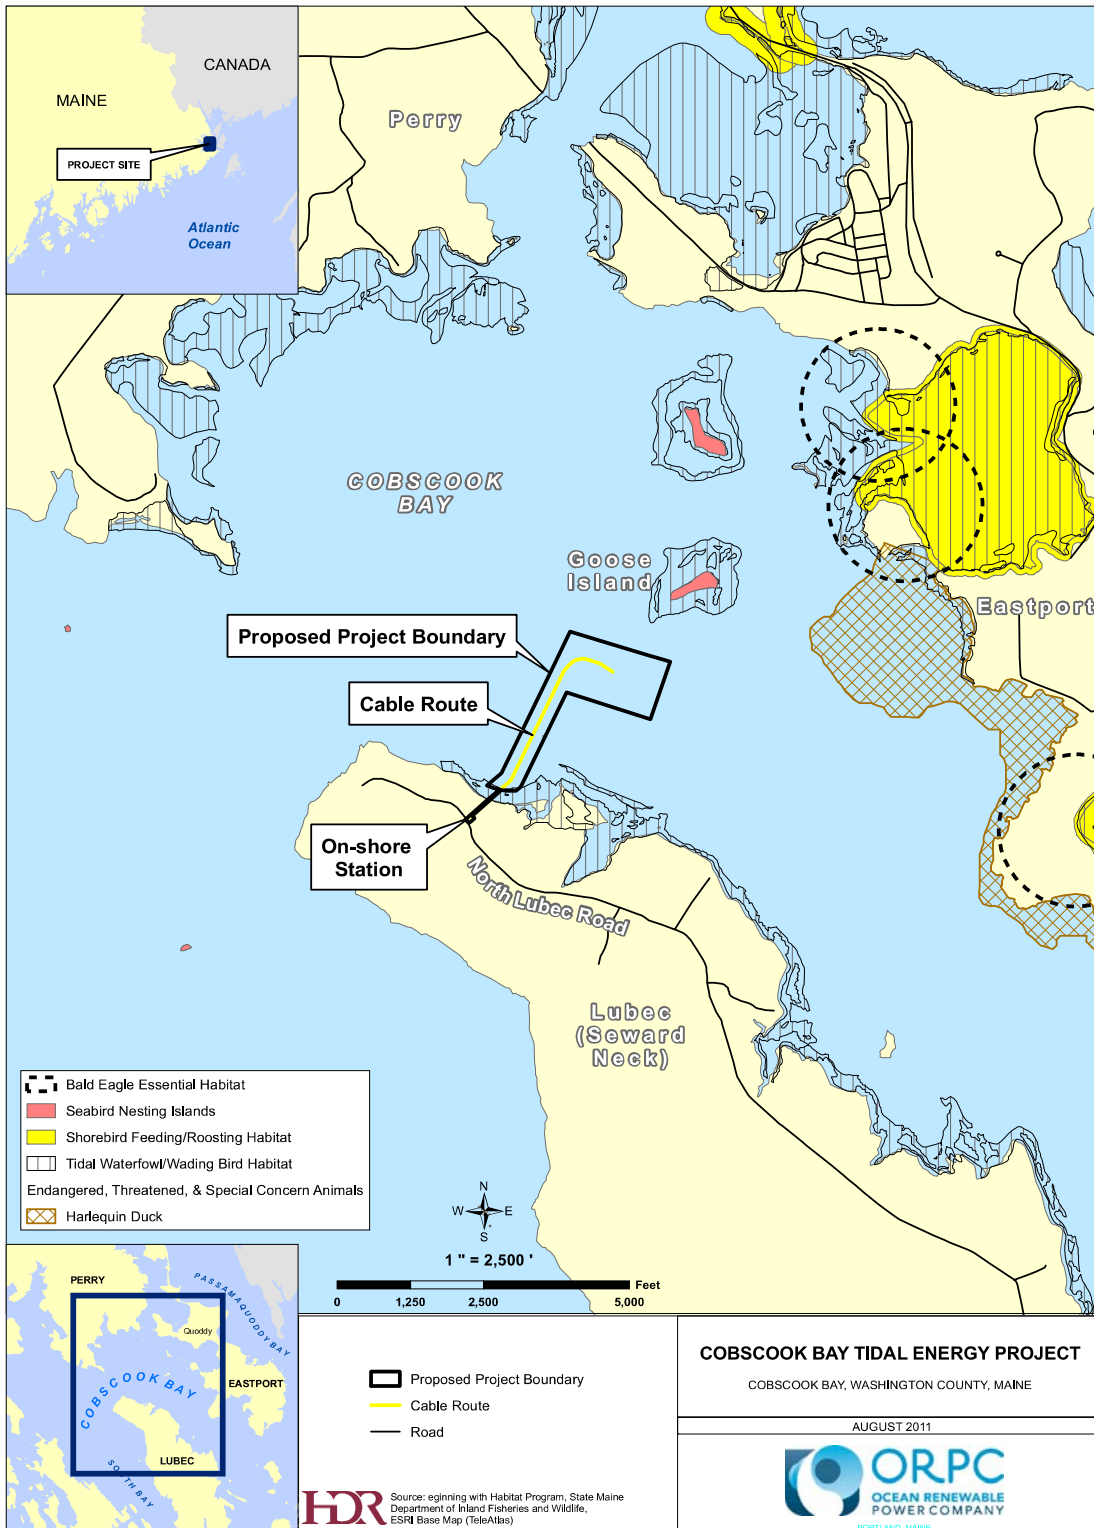 CANADA
MAINE
PROJECT SITE
Atlantic
Ocean
Perry
COBSCOOK
BAY
Goose
Island
Eastport
Proposed Project Boundary
Cable Route
On-shore
Station
North Lubec Road
Lubec
(Seward
Neck)
Bald Eagle Essential Habitat
Seabird Nesting Islands
Shorebird Feeding/Roosting Habitat
Tidal Waterfowl/Wading Bird Habitat
Endangered, Threatened, & Special Concern Animals
Harlequin Duck
N
W E
S
1 " = 2,500 '
Feet
0 1,250 2,500 5,000
PERRY
PASSAMAQUODDY BAY
Quoddy
COBSCOOK BAY
EASTPORT
LUBEC
SOUTH BAY
Proposed Project Boundary
Cable Route
Road
HDR
Source: eginning with Habitat Program, State Maine
Department of Inland Fisheries and Wildlife,
ESRI Base Map (TeleAtlas)
COBSCOOK BAY TIDAL ENERGY PROJECT
COBSCOOK BAY, WASHINGTON COUNTY, MAINE
AUGUST 2011
ORPC
OCEAN RENEWABLE
POWER COMPANY
PORTLAND, MAINE